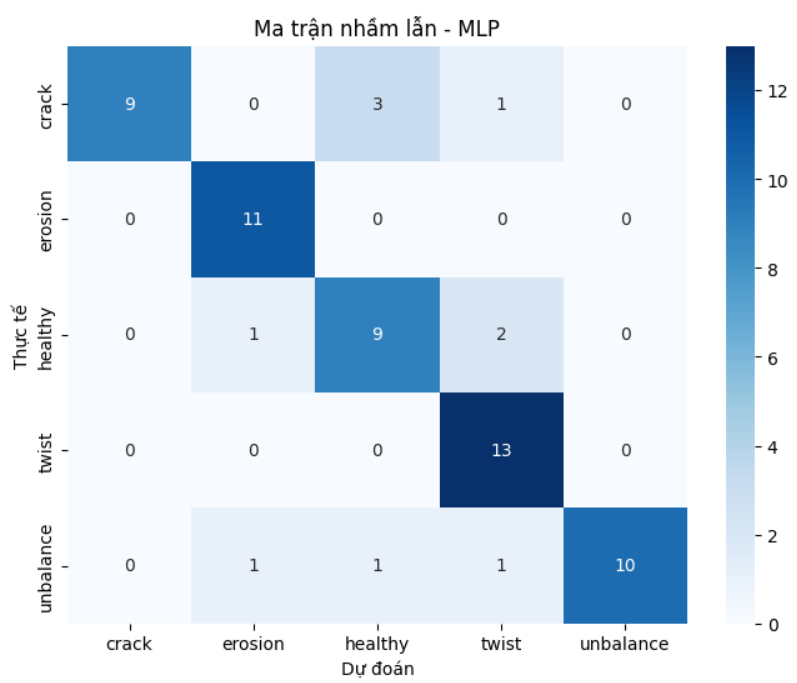 Ma trận nhầm lẫn - MLP
crack 9 0 3 1 0
erosion 0 11 0 0 0
healthy 0 1 9 2 0
twist 0 0 0 13 0
unbalance 0 1 1 1 10
Thực tế
crack erosion healthy twist unbalance
Dự đoán
12
10
8
6
4
2
0